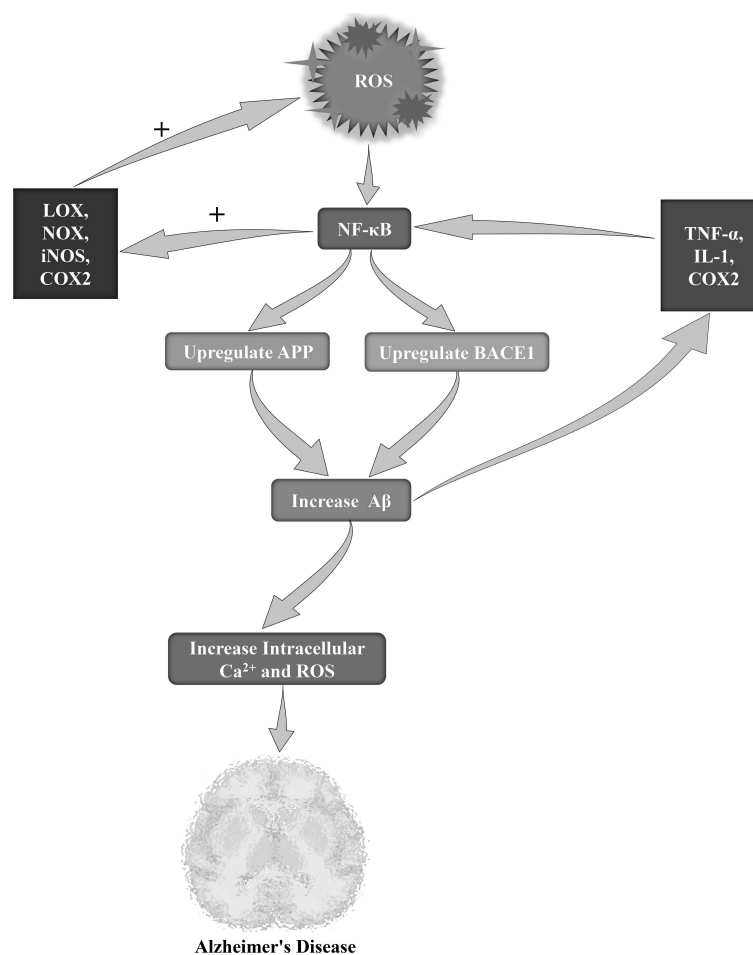 ROS
+
+
LOX,
NOX,
iNOS,
COX2
NF-κB
TNF-α,
IL-1,
COX2
Upregulate APP
Upregulate BACE1
Increase Aβ
Increase Intracellular
Ca²⁺ and ROS
Alzheimer's Disease